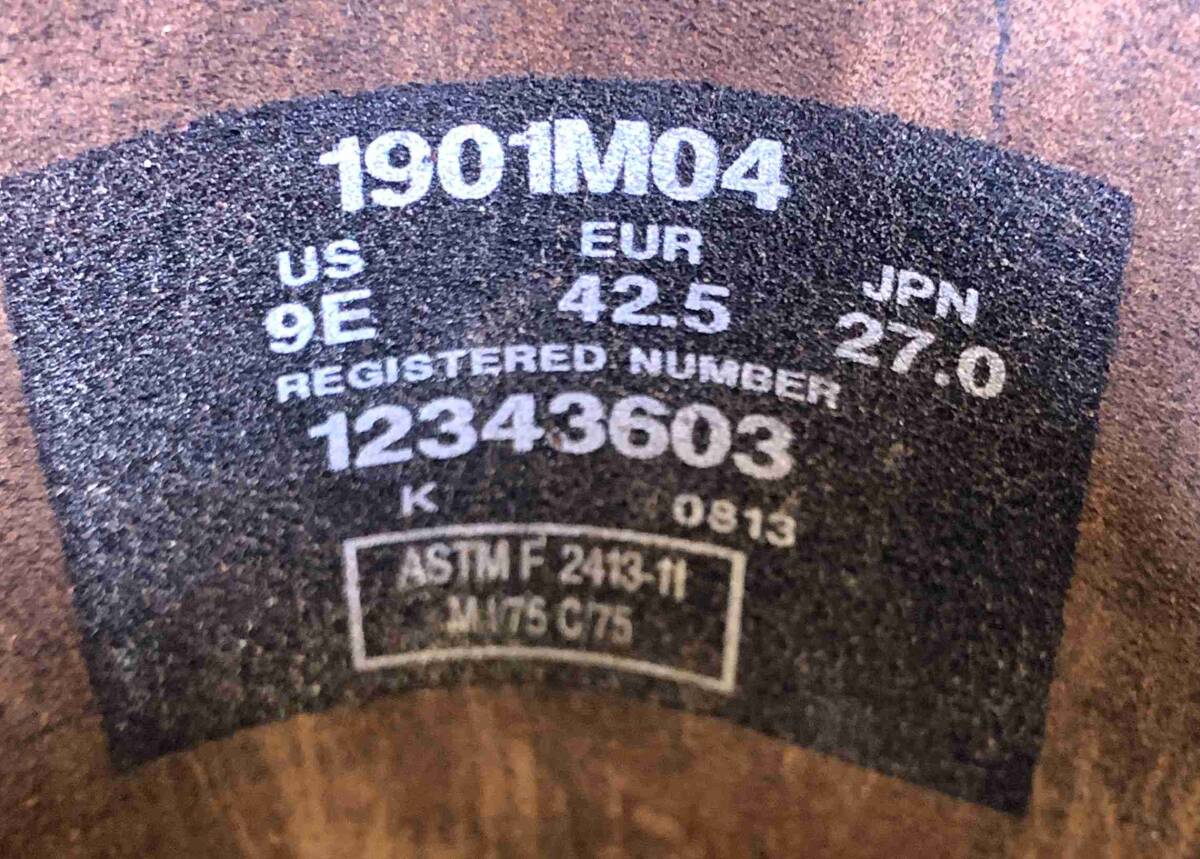 1901M04
US EUR JPN
9E 42.5 27.0
REGISTERED NUMBER
12343603
K 0813
ASTM F 2413-11
M I/75 C/75